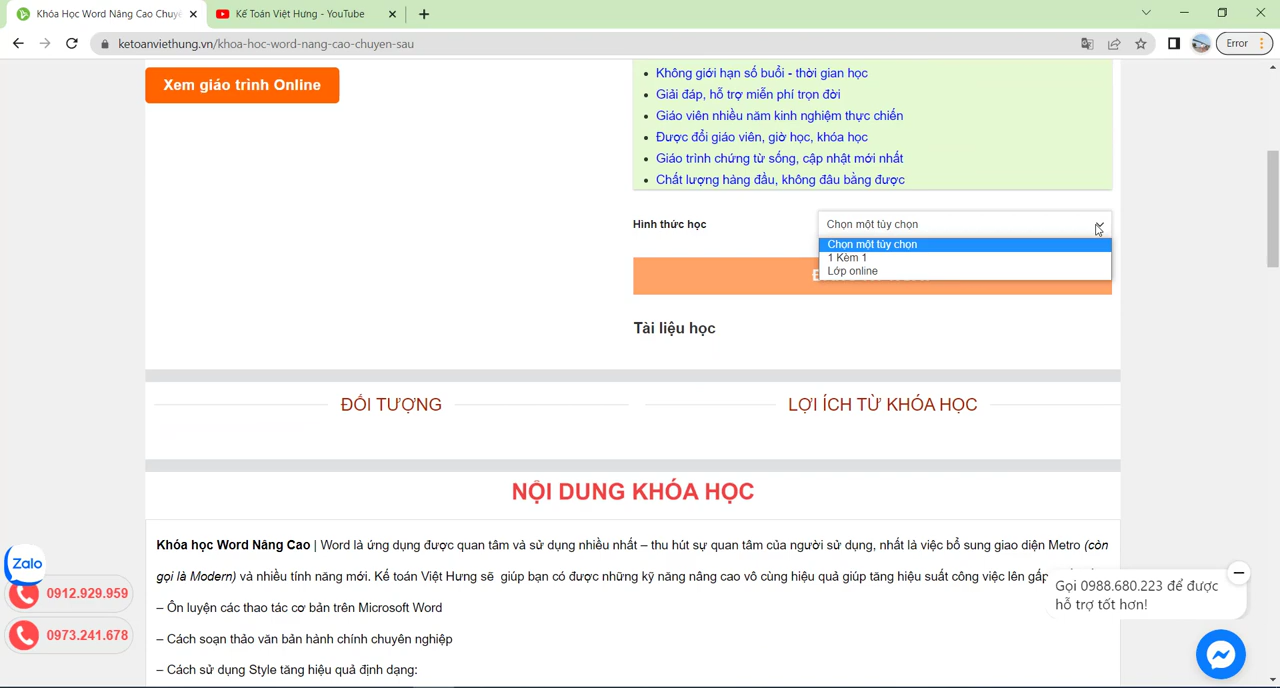 Khóa Học Word Nâng Cao Chuyê
Kế Toán Việt Hưng - YouTube
ketoanviethung.vn/khoa-hoc-word-nang-cao-chuyen-sau
Error
Xem giáo trình Online
Không giới hạn số buổi - thời gian học
Giải đáp, hỗ trợ miễn phí trọn đời
Giáo viên nhiều năm kinh nghiệm thực chiến
Được đổi giáo viên, giờ học, khóa học
Giáo trình chứng từ sống, cập nhật mới nhất
Chất lượng hàng đầu, không đâu bằng được
Hình thức học
Chọn một tùy chọn
Chọn một tùy chọn
1 Kèm 1
Lớp online
Tài liệu học
ĐỐI TƯỢNG
LỢI ÍCH TỪ KHÓA HỌC
NỘI DUNG KHÓA HỌC
Khóa học Word Nâng Cao | Word là ứng dụng được quan tâm và sử dụng nhiều nhất – thu hút sự quan tâm của người sử dụng, nhất là việc bổ sung giao diện Metro (còn
gọi là Modern) và nhiều tính năng mới. Kế toán Việt Hưng sẽ giúp bạn có được những kỹ năng nâng cao vô cùng hiệu quả giúp tăng hiệu suất công việc lên gấp
– Ôn luyện các thao tác cơ bản trên Microsoft Word
– Cách soạn thảo văn bản hành chính chuyên nghiệp
– Cách sử dụng Style tăng hiệu quả định dạng:
Zalo
0912.929.959
0973.241.678
Gọi 0988.680.223 để được
hỗ trợ tốt hơn!